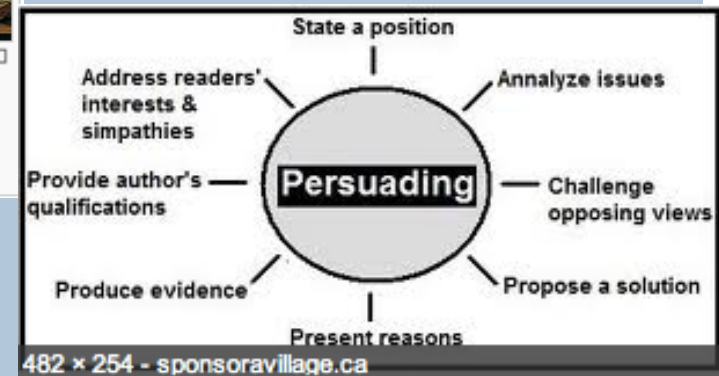 State a position
Address readers'
interests &
simpathies
Annalyze issues
Provide author's
qualifications
Persuading
Challenge
opposing views
Produce evidence
Propose a solution
Present reasons
482 × 254 - sponsoravillage.ca